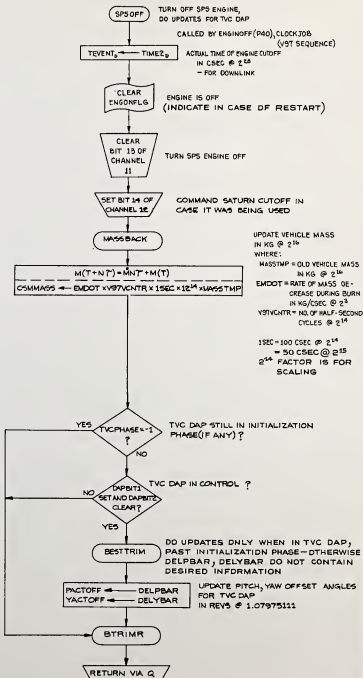 SPSOFF
TURN OFF SPS ENGINE,
DO UPDATES FOR TVC DAP
CALLED BY ENGINOFF(P40), CLOCKJOB
(V97 SEQUENCE)
TEVENT₀ ← TIME2₀
ACTUAL TIME OF ENGINE CUTOFF
IN CSEC @ 2²⁸
- FOR DOWNLINK
CLEAR
ENGONFLG
ENGINE IS OFF
(INDICATE IN CASE OF RESTART)
CLEAR
BIT 13 OF
CHANNEL
11
TURN SPS ENGINE OFF
SET BIT 14 OF
CHANNEL 12
COMMAND SATURN CUTOFF IN
CASE IT WAS BEING USED
MASSBACK
UPDATE VEHICLE MASS
IN KG @ 2¹⁶
WHERE:
MASSTMP = OLD VEHICLE MASS
IN KG @ 2¹⁶
EMDOT = RATE OF MASS DE-
CREASE DURING BURN
IN KG/CSEC @ 2³
V97VCNTR = NO. OF HALF-SECOND
CYCLES @ 2¹⁴
1SEC = 100 CSEC @ 2¹⁴
= 50 CSEC @ 2¹⁵
2¹⁴ FACTOR IS FOR
SCALING
M(T+NT) = MNT + M(T)
CSMMASS ← EMDOT × V97VCNTR × 1SEC × 12¹⁴ × MASSTMP
YES
TVCPHASE=-1
?
TVC DAP STILL IN INITIALIZATION
PHASE (IF ANY) ?
NO
NO
DAPBIT1
SET AND DAPBIT2
CLEAR?
TVC DAP IN CONTROL ?
YES
BESTTRIM
DO UPDATES ONLY WHEN IN TVC DAP,
PAST INITIALIZATION PHASE-OTHERWISE
DELPBAR, DELYBAR DO NOT CONTAIN
DESIRED INFORMATION
PACTOFF ← DELPBAR
YACTOFF ← DELYBAR
UPDATE PITCH, YAW OFFSET ANGLES
FOR TVC DAP
IN REVS @ 1.07975111
BTRIMR
RETURN VIA Q